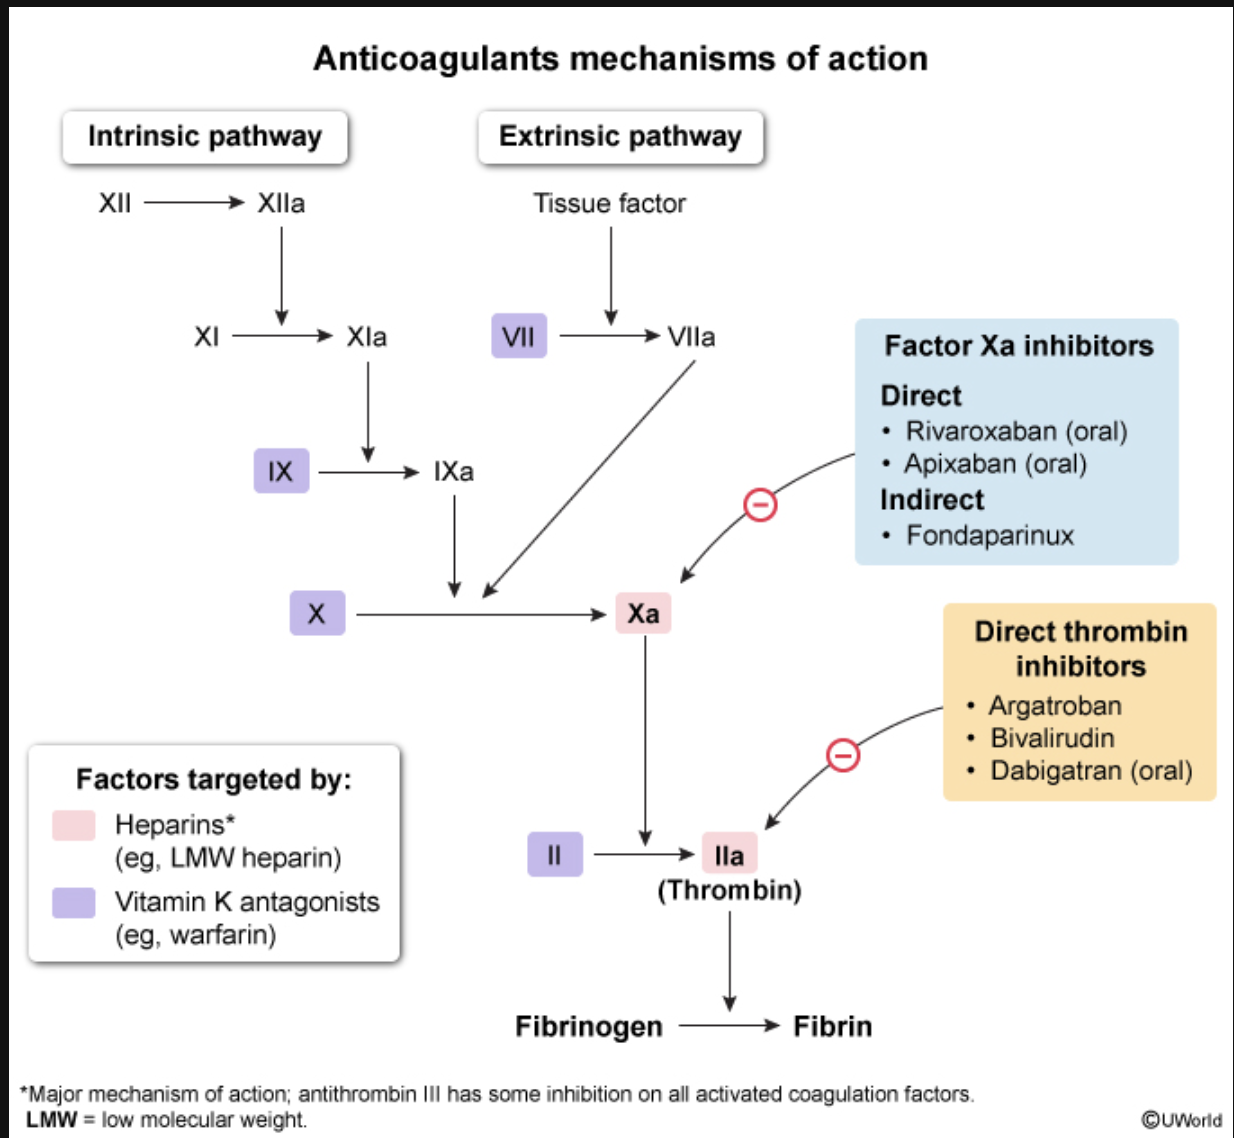 Anticoagulants mechanisms of action
Intrinsic pathway
Extrinsic pathway
XII
XIIa
Tissue factor
XI
XIa
VII
VIIa
Factor Xa inhibitors
Direct
• Rivaroxaban (oral)
• Apixaban (oral)
Indirect
• Fondaparinux
IX
IXa
X
Xa
Direct thrombin
inhibitors
• Argatroban
• Bivalirudin
• Dabigatran (oral)
Factors targeted by:
Heparins*
(eg, LMW heparin)
Vitamin K antagonists
(eg, warfarin)
II
IIa
(Thrombin)
Fibrinogen
Fibrin
*Major mechanism of action; antithrombin III has some inhibition on all activated coagulation factors.
LMW = low molecular weight.
©UWorld